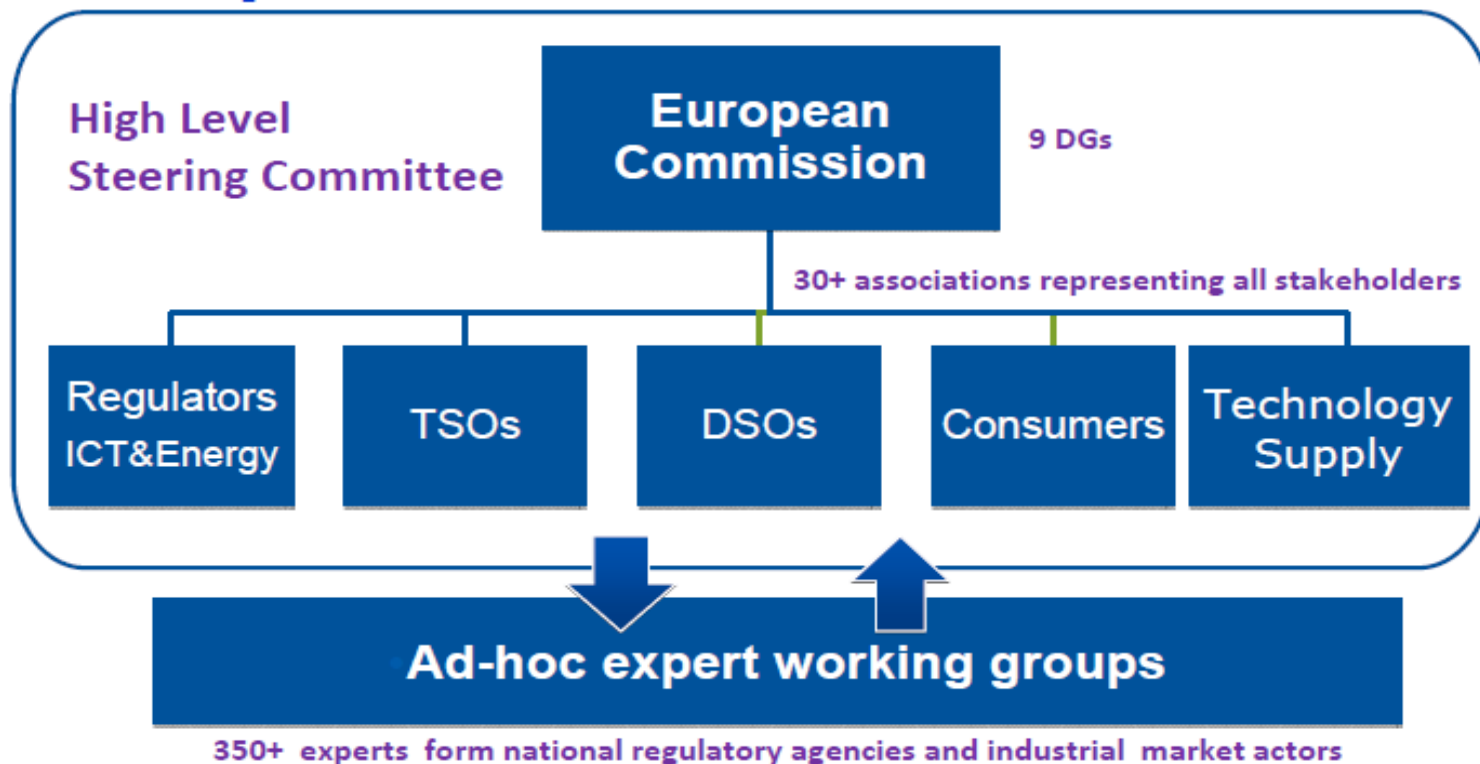 High Level
Steering Committee
European
Commission
9 DGs
30+ associations representing all stakeholders
Regulators
ICT&Energy
TSOs
DSOs
Consumers
Technology
Supply
Ad-hoc expert working groups
350+ experts form national regulatory agencies and industrial market actors